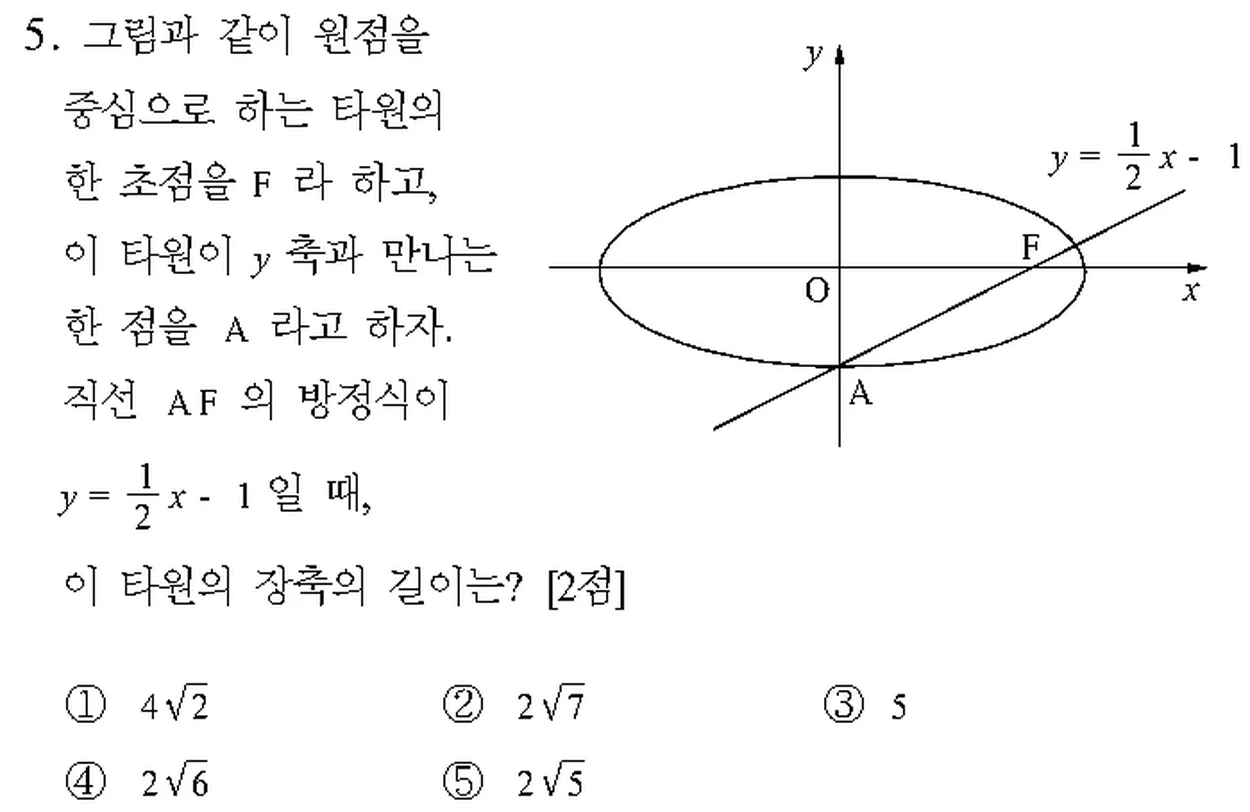 5. 그림과 같이 원점을
중심으로 하는 타원의
한 초점을 F 라 하고,
이 타원이 y 축과 만나는
한 점을 A 라고 하자.
직선 AF 의 방정식이
y = 1/2 x - 1 일 때,
이 타원의 장축의 길이는? [2점]
y
y = 1/2 x - 1
F
O
x
A
① 4√2 ② 2√7 ③ 5
④ 2√6 ⑤ 2√5